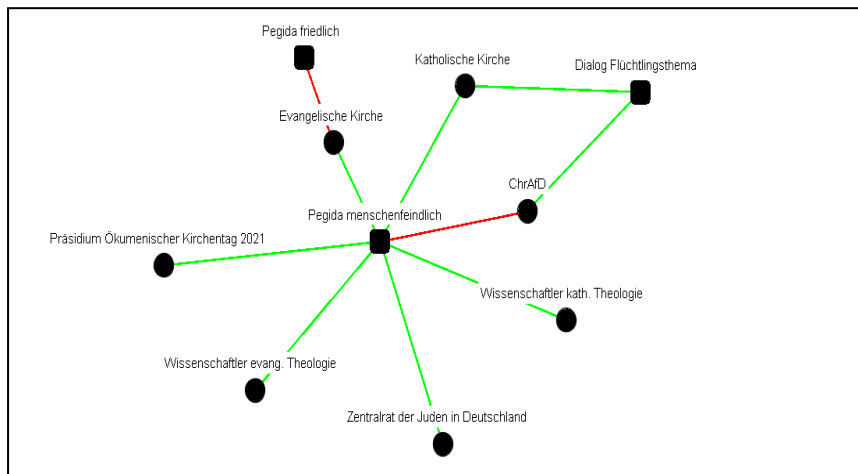 Pegida friedlich
Katholische Kirche
Dialog Flüchtlingsthema
Evangelische Kirche
ChrAfD
Pegida menschenfeindlich
Präsidium Ökumenischer Kirchentag 2021
Wissenschaftler kath. Theologie
Wissenschaftler evang. Theologie
Zentralrat der Juden in Deutschland